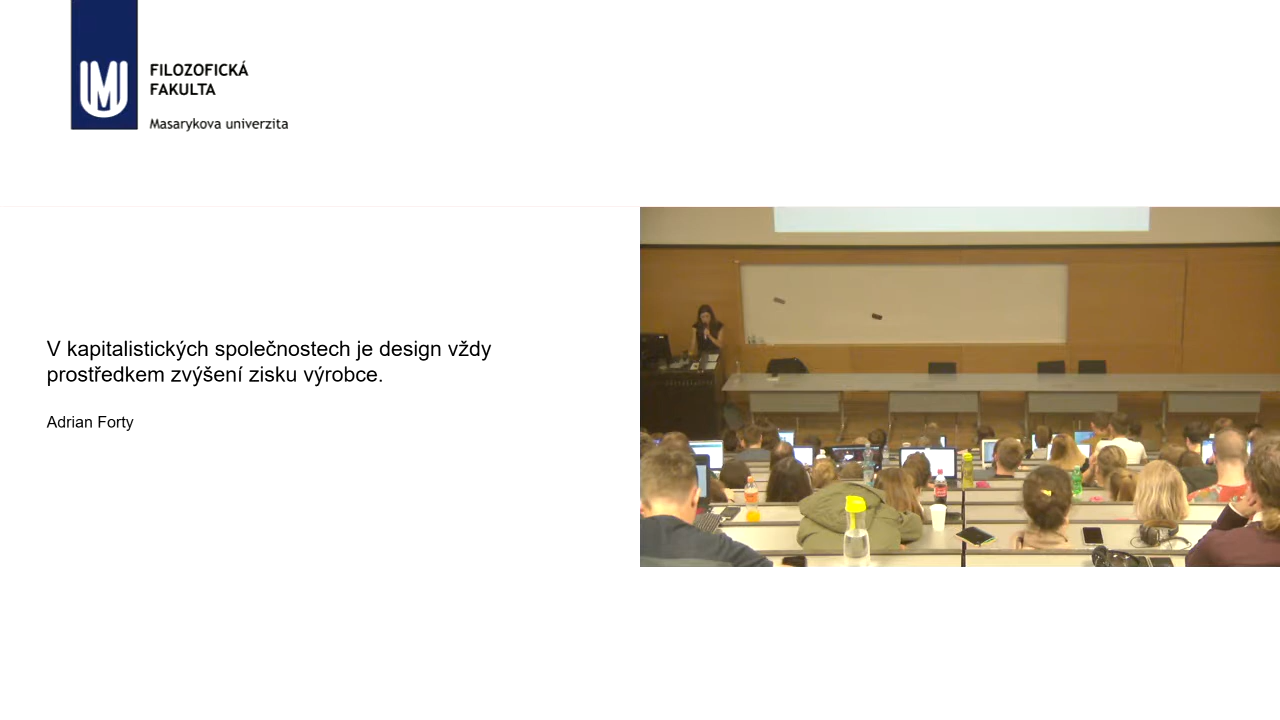 FILOZOFICKÁ
FAKULTA
Masarykova univerzita
V kapitalistických společnostech je design vždy
prostředkem zvýšení zisku výrobce.
Adrian Forty